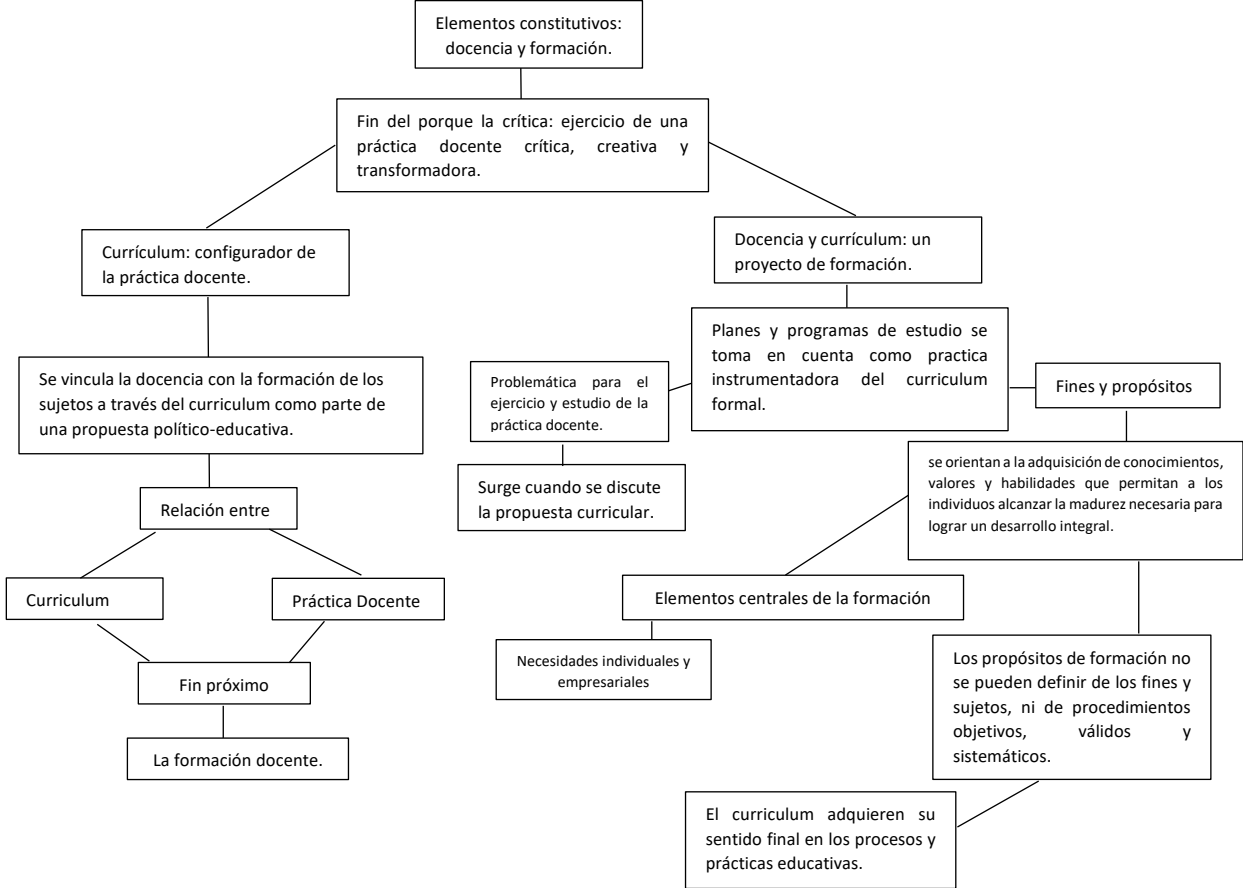 Elementos constitutivos:
docencia y formación.
Fin del porque la crítica: ejercicio de una
práctica docente crítica, creativa y
transformadora.
Currículum: configurador de
la práctica docente.
Docencia y currículum: un
proyecto de formación.
Se vincula la docencia con la formación de los
sujetos a través del curriculum como parte de
una propuesta político-educativa.
Problemática para el
ejercicio y estudio de la
práctica docente.
Planes y programas de estudio se
toma en cuenta como practica
instrumentadora del curriculum
formal.
Fines y propósitos
Relación entre
Surge cuando se discute
la propuesta curricular.
se orientan a la adquisición de conocimientos,
valores y habilidades que permitan a los
individuos alcanzar la madurez necesaria para
lograr un desarrollo integral.
Curriculum
Práctica Docente
Elementos centrales de la formación
Fin próximo
Necesidades individuales y
empresariales
Los propósitos de formación no
se pueden definir de los fines y
sujetos, ni de procedimientos
objetivos, válidos y
sistemáticos.
La formación docente.
El curriculum adquieren su
sentido final en los procesos y
prácticas educativas.